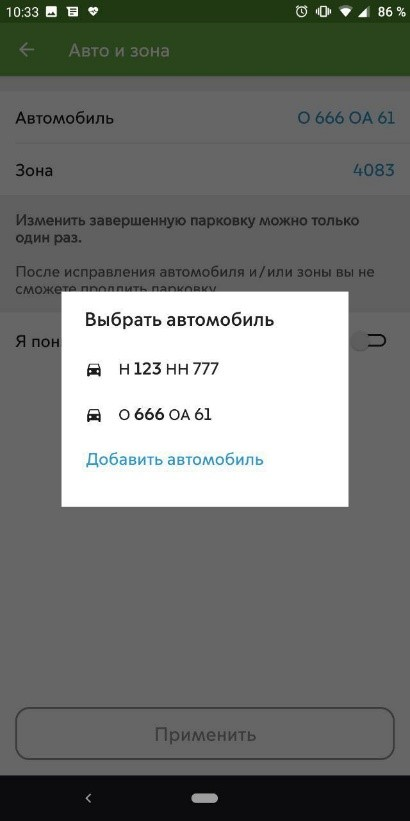 10:33 86 %
Авто и зона
Автомобиль О 666 ОА 61
Зона 4083
Изменить завершенную парковку можно только
один раз.
После исправления автомобиля и/или зоны вы не
сможете продлить парковку.
Выбрать автомобиль
Я пон
Н 123 НН 777
О 666 ОА 61
Добавить автомобиль
Применить